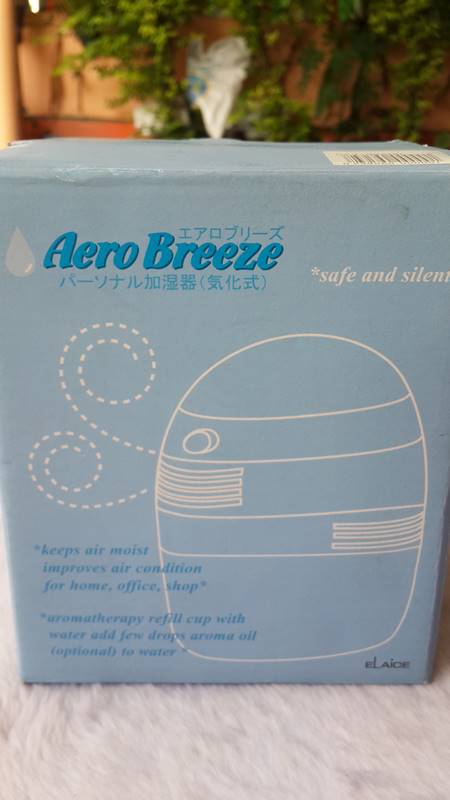 エアロブリーズ
Aero Breeze
パーソナル加湿器(気化式)
*safe and silent
*keeps air moist
improves air condition
for home, office, shop*
*aromatherapy refill cup with
water add few drops aroma oil
(optional) to water *
ELAiCE